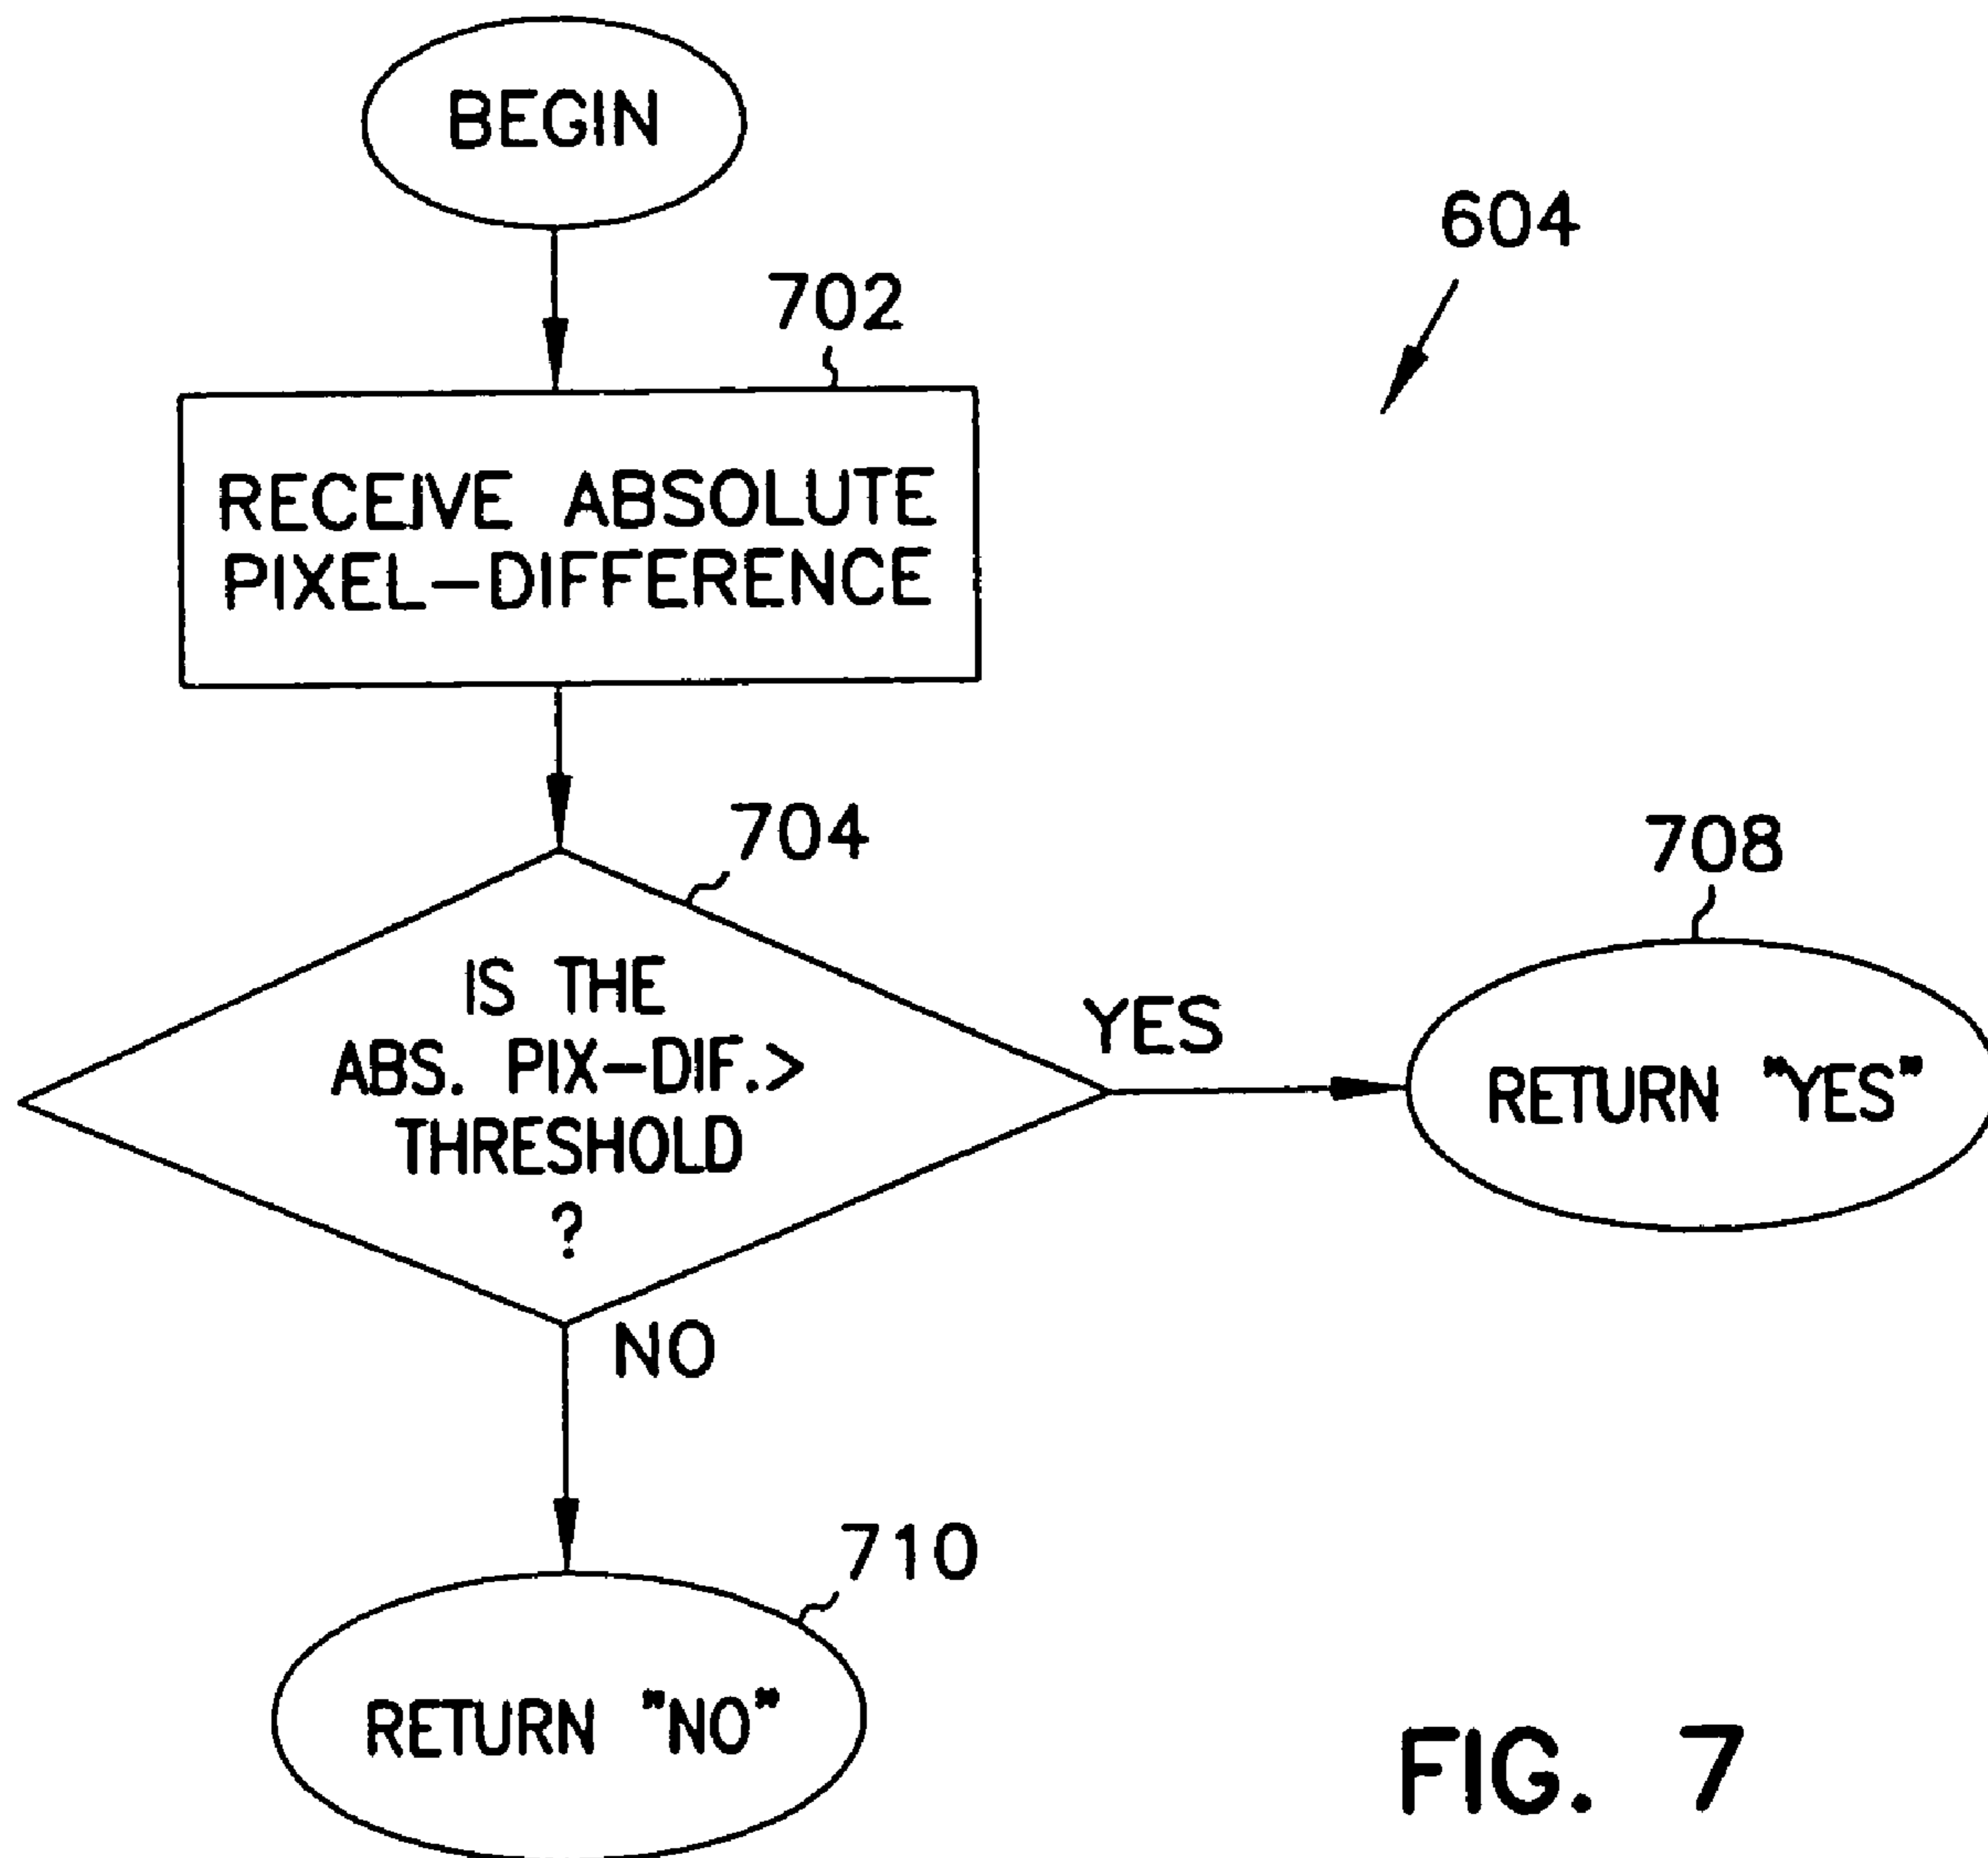 BEGIN
604
702
RECEIVE ABSOLUTE
PIXEL-DIFFERENCE
704
708
IS THE
ABS. PIX-DIF.>
THRESHOLD
?
YES
RETURN "YES"
NO
710
RETURN "NO"
FIG. 7